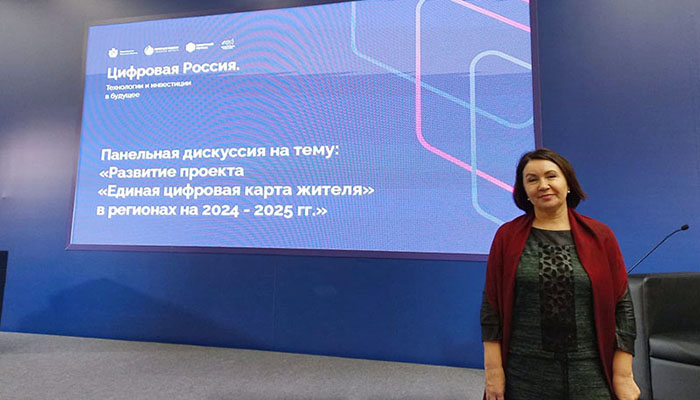 Цифровая Россия.
Технологии и инвестиции
в будущее
Панельная дискуссия на тему:
«Развитие проекта
«Единая цифровая карта жителя»
в регионах на 2024 - 2025 гг.»